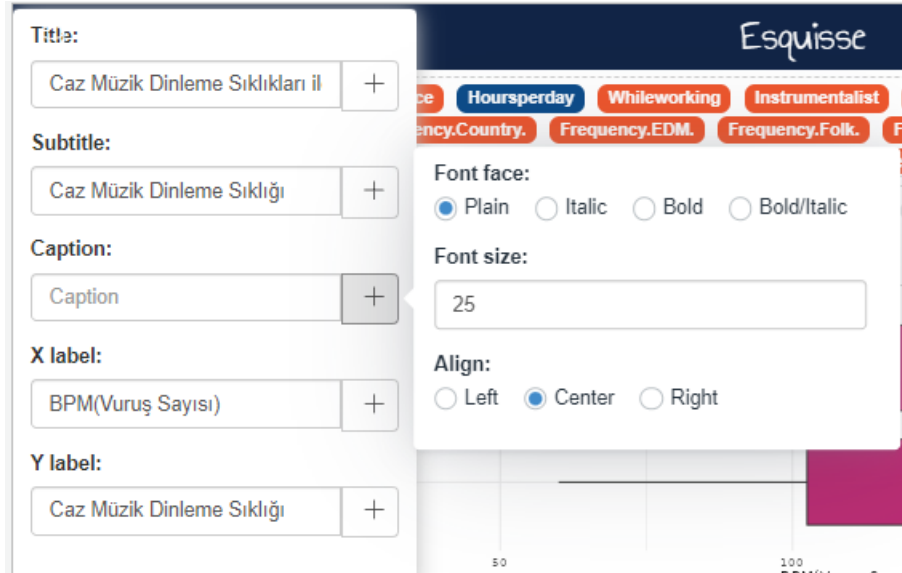 Title:
Esquisse
Caz Müzik Dinleme Sıklıkları il
Hoursperday Whileworking Instrumentalist
ency.Country. Frequency.EDM. Frequency.Folk. F
Subtitle:
Caz Müzik Dinleme Sıklığı
Font face:
Plain Italic Bold Bold/Italic
Caption:
Font size:
Caption
25
X label:
Align:
BPM(Vuruş Sayısı)
Left Center Right
Y label:
Caz Müzik Dinleme Sıklığı
50 100